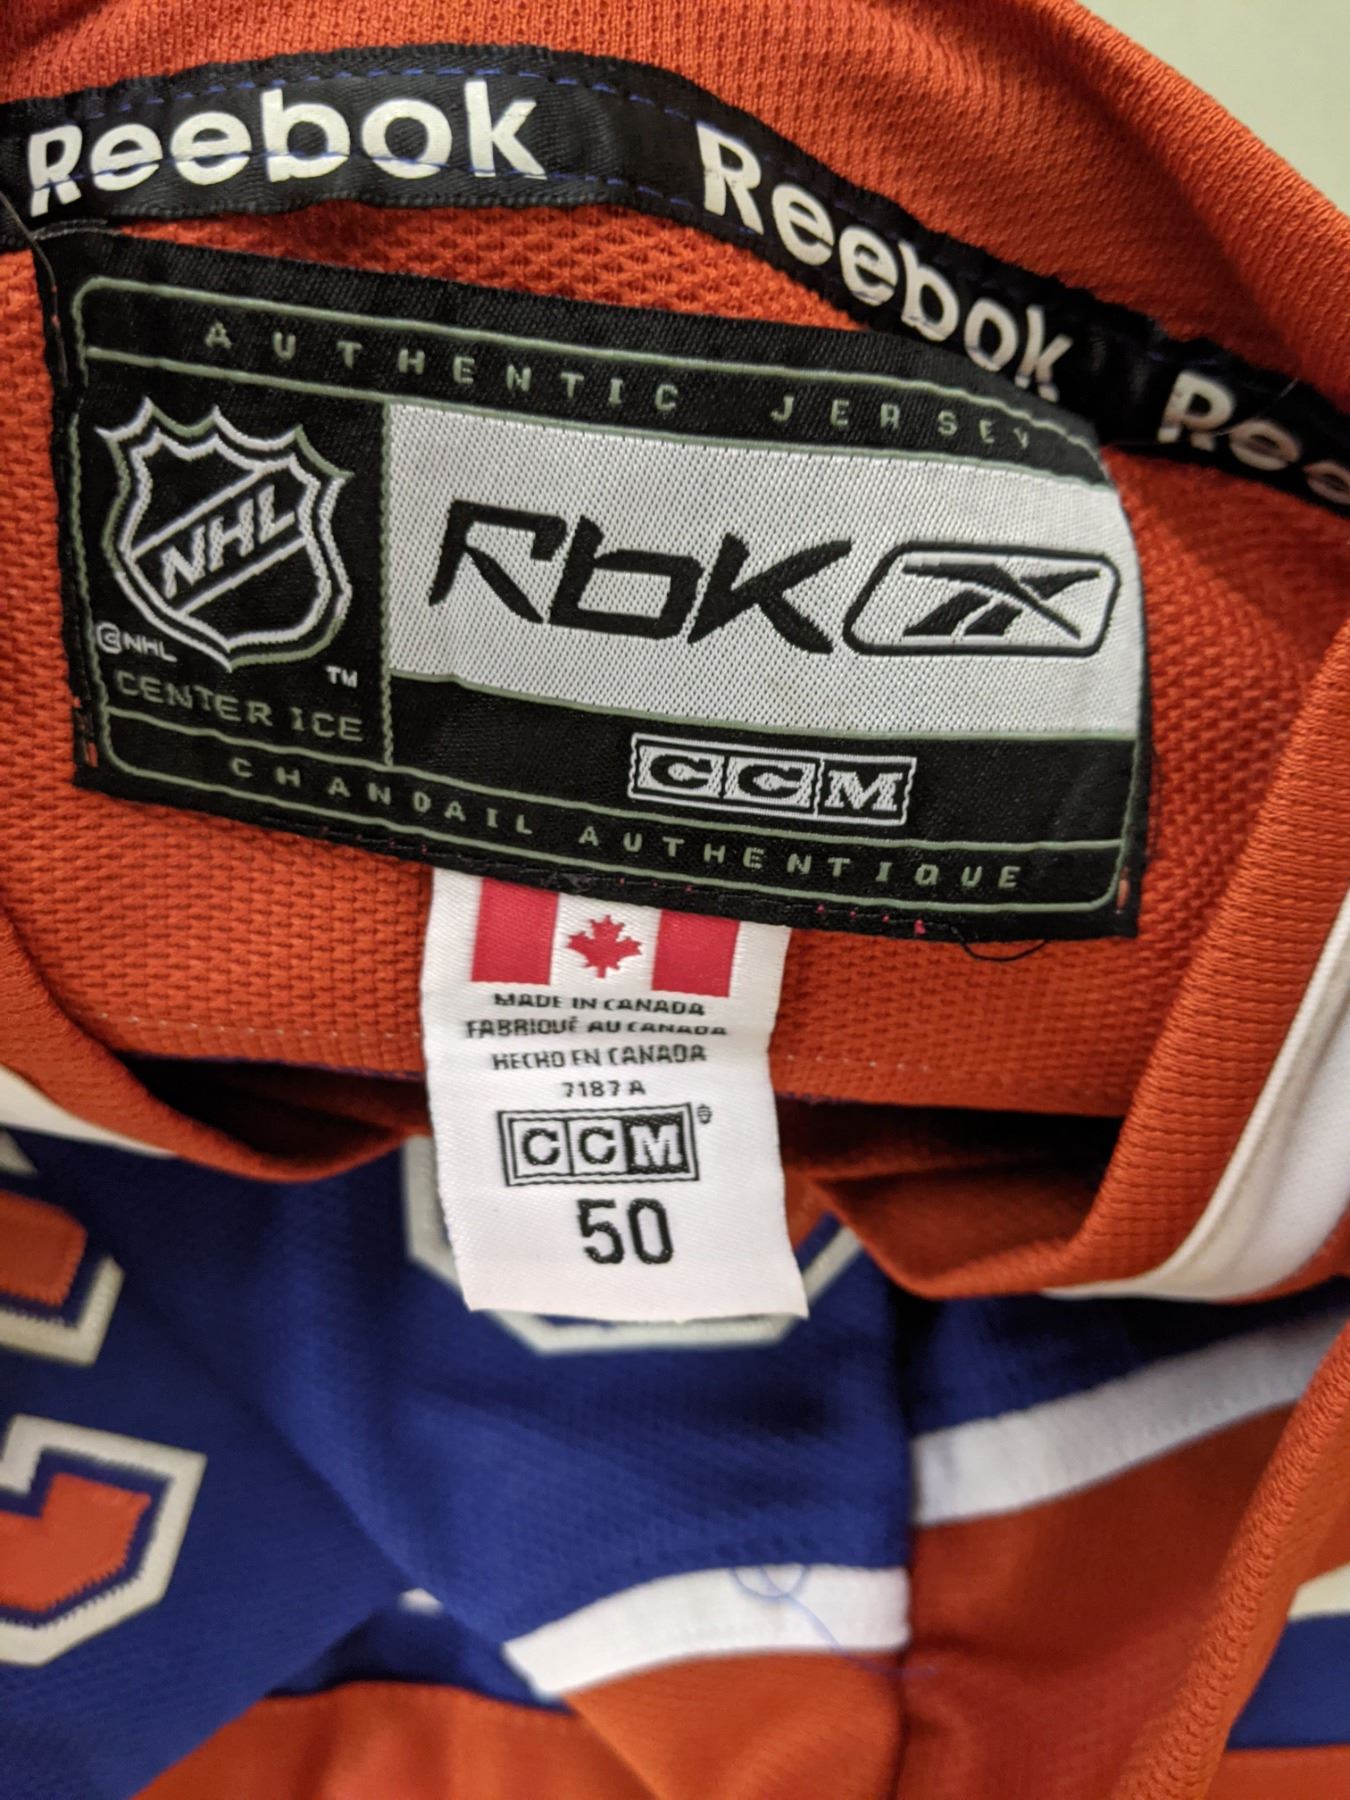 Reebok Reebok Ree
AUTHENTIC JERSEY
NHL
©NHL
TM
CENTER ICE
RbK
CCM
CHANDAIL AUTHENTIQUE
MADE IN CANADA
FABRIQUÉ AU CANADA
HECHO EN CANADA
7187 A
CCM®
50